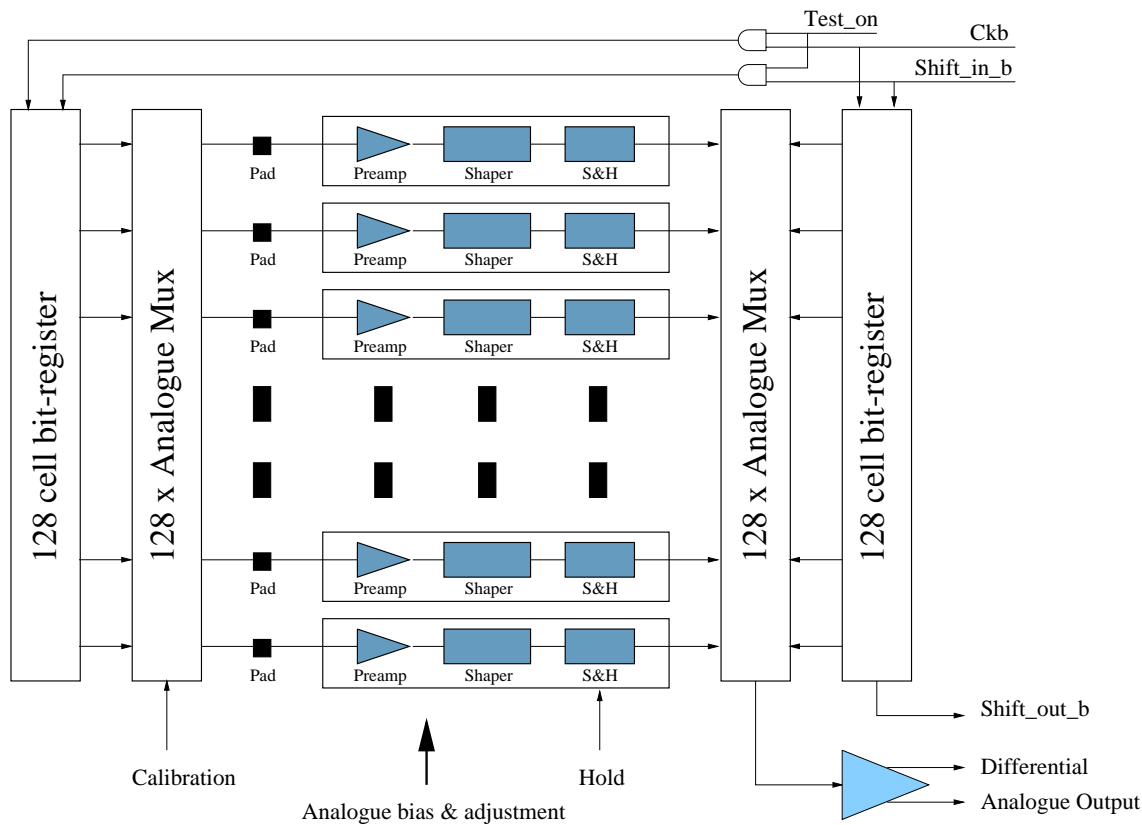 Test_on
Ckb
Shift_in_b
128 cell bit-register
128 x Analogue Mux
Pad
Preamp
Shaper
S&H
Pad
Preamp
Shaper
S&H
Pad
Preamp
Shaper
S&H
Pad
Preamp
Shaper
S&H
Pad
Preamp
Shaper
S&H
128 x Analogue Mux
128 cell bit-register
Shift_out_b
Calibration
Analogue bias & adjustment
Hold
Differential
Analogue Output